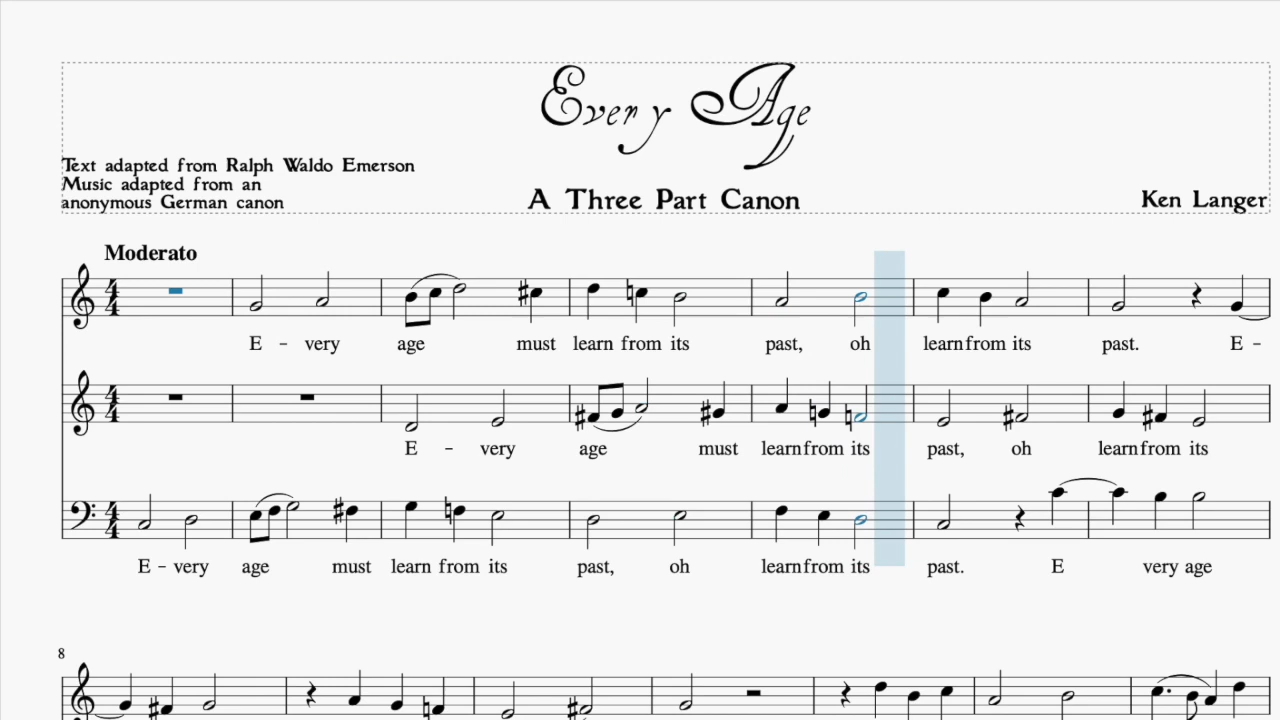 Every Age
Text adapted from Ralph Waldo Emerson
Music adapted from an
anonymous German canon
A Three Part Canon
Ken Langer
Moderato
E - very age must learn from its past, oh learn from its past. E -
E - very age must learn from its past, oh learn from its
E - very age must learn from its past, oh learn from its past. E very age
8